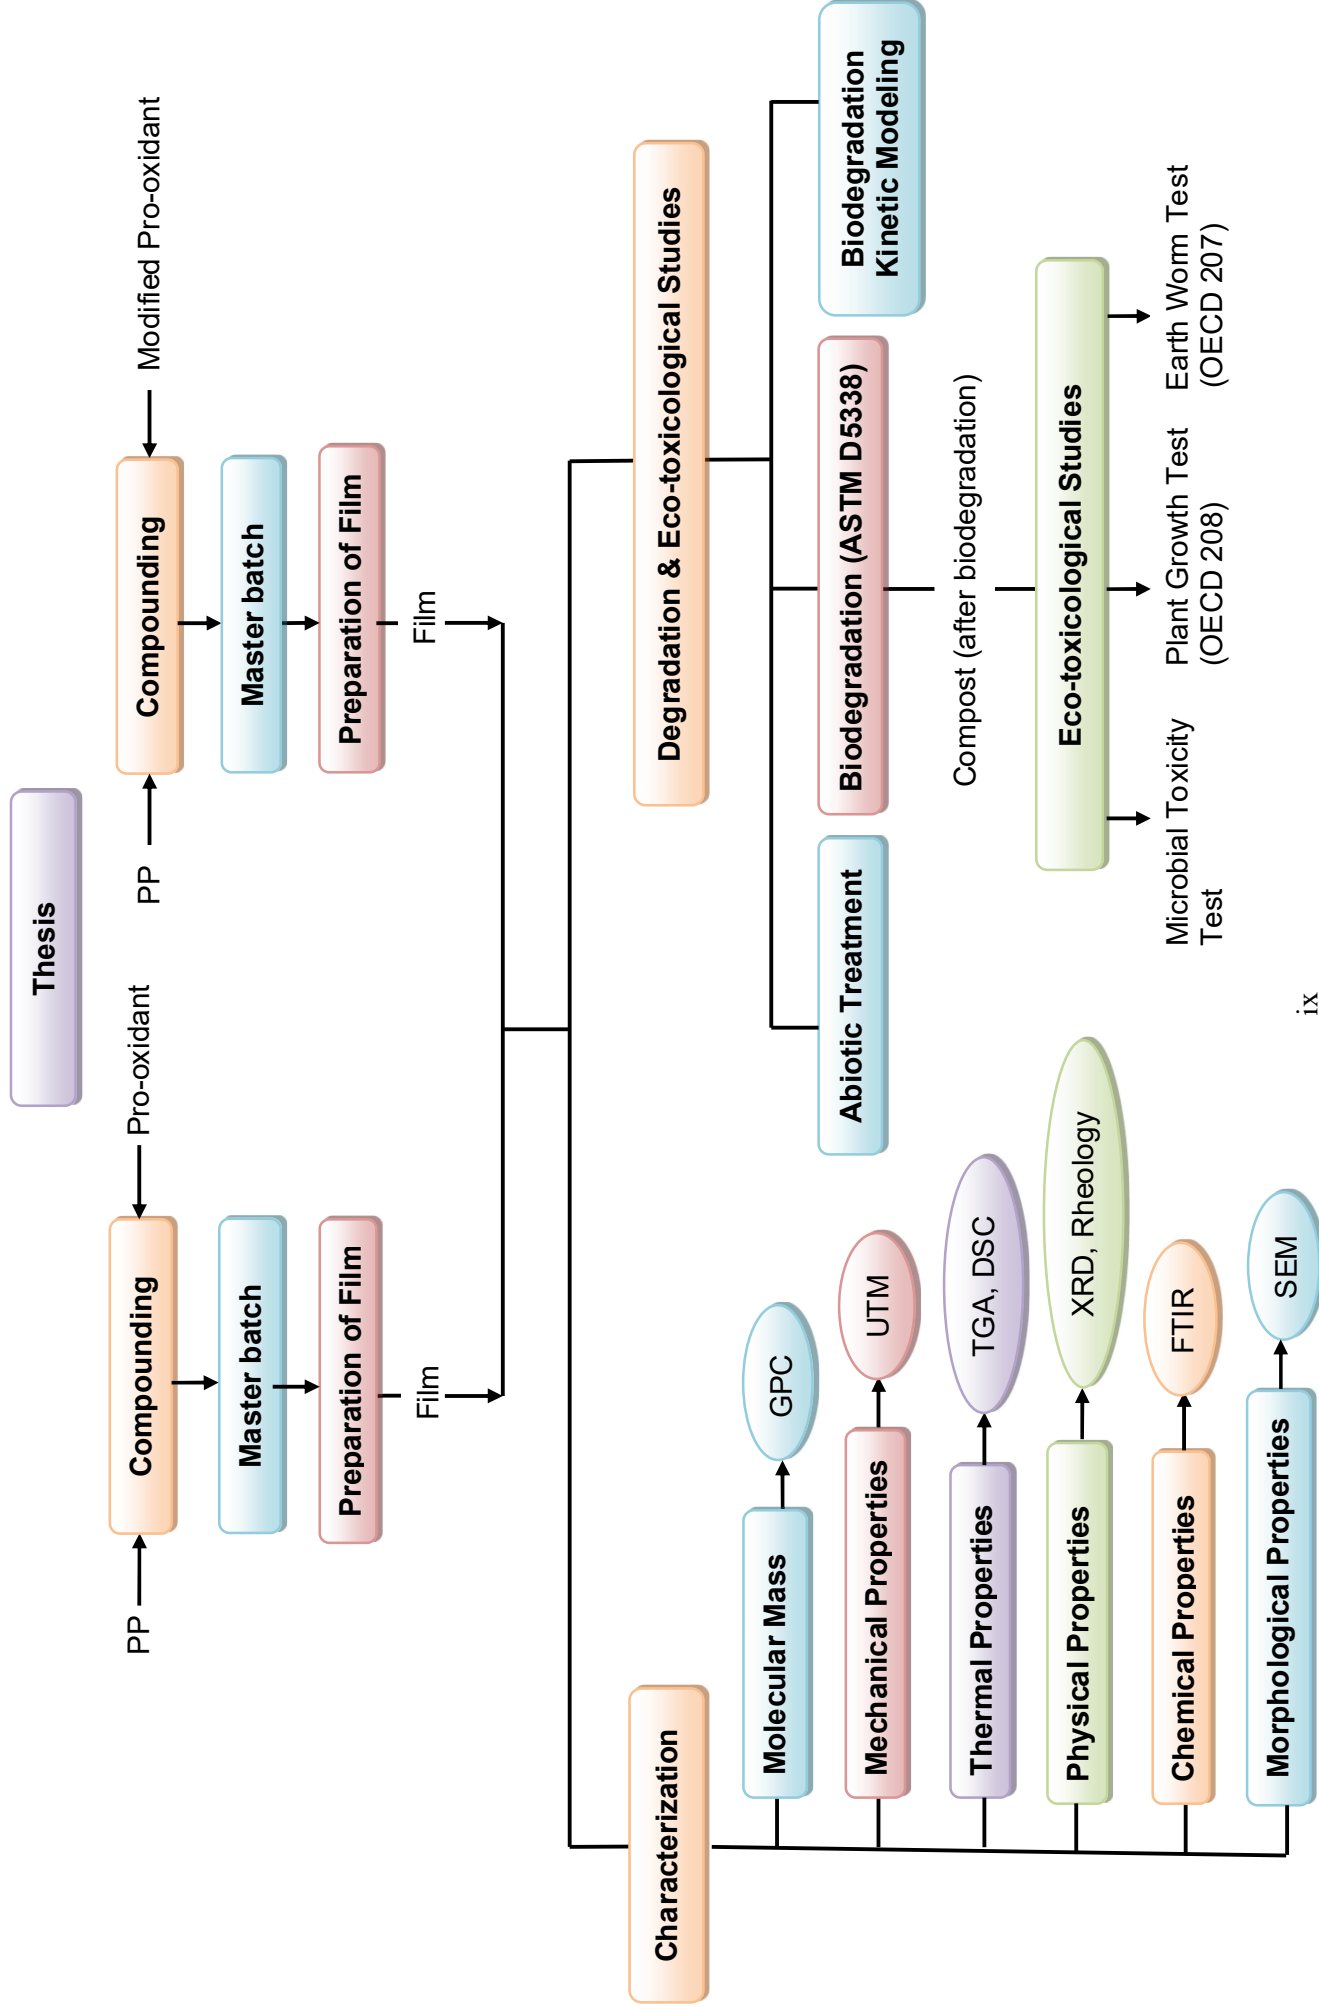 Thesis
PP
Compounding
Pro-oxidant
Master batch
Preparation of Film
Film
PP
Compounding
Modified Pro-oxidant
Master batch
Preparation of Film
Film
Characterization
Molecular Mass
GPC
Mechanical Properties
UTM
Thermal Properties
TGA, DSC
Physical Properties
XRD, Rheology
Chemical Properties
FTIR
Morphological Properties
SEM
Degradation & Eco-toxicological Studies
Abiotic Treatment
Biodegradation (ASTM D5338)
Biodegradation
Kinetic Modeling
Compost (after biodegradation)
Eco-toxicological Studies
Microbial Toxicity
Test
Plant Growth Test
(OECD 208)
Earth Worm Test
(OECD 207)
ix